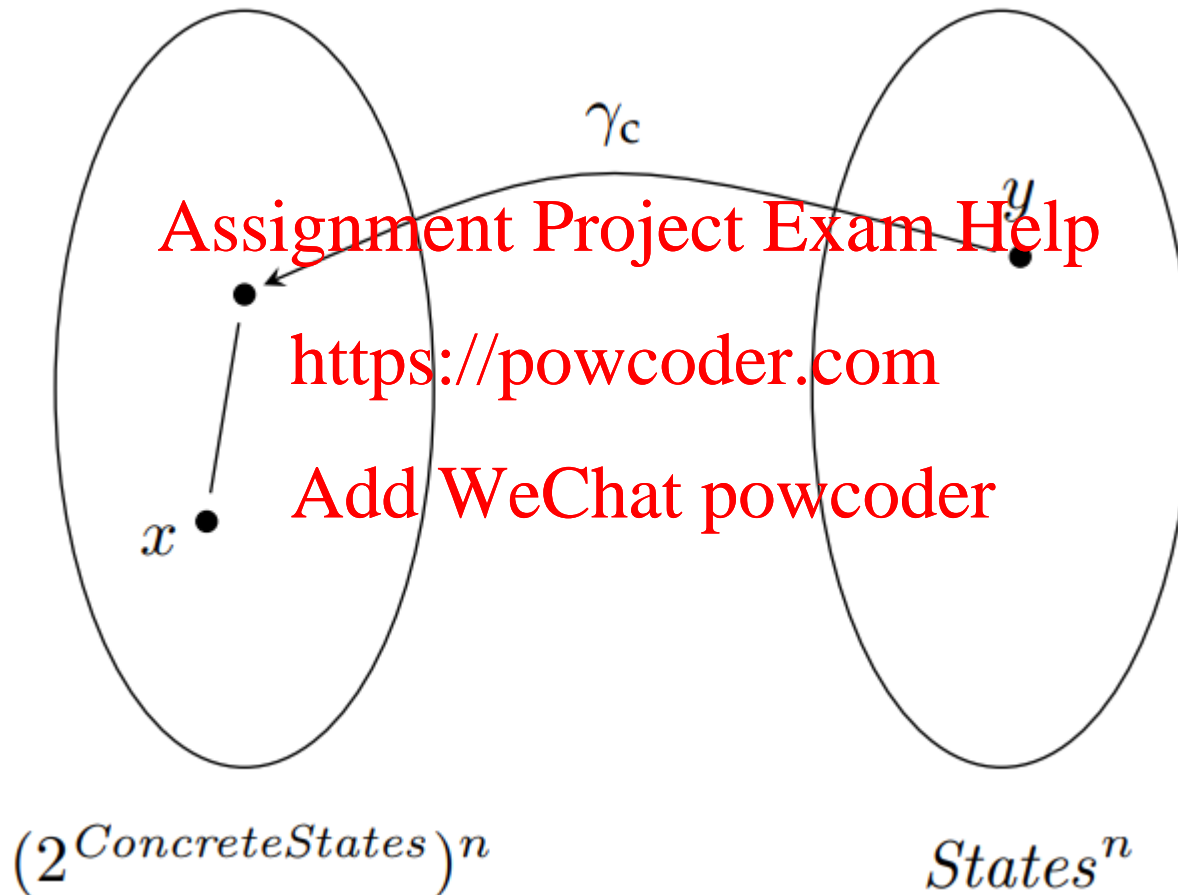 γc
y
Assignment Project Exam Help
https://powcoder.com
Add WeChat powcoder
x
(2^{ConcreteStates})^n
States^n